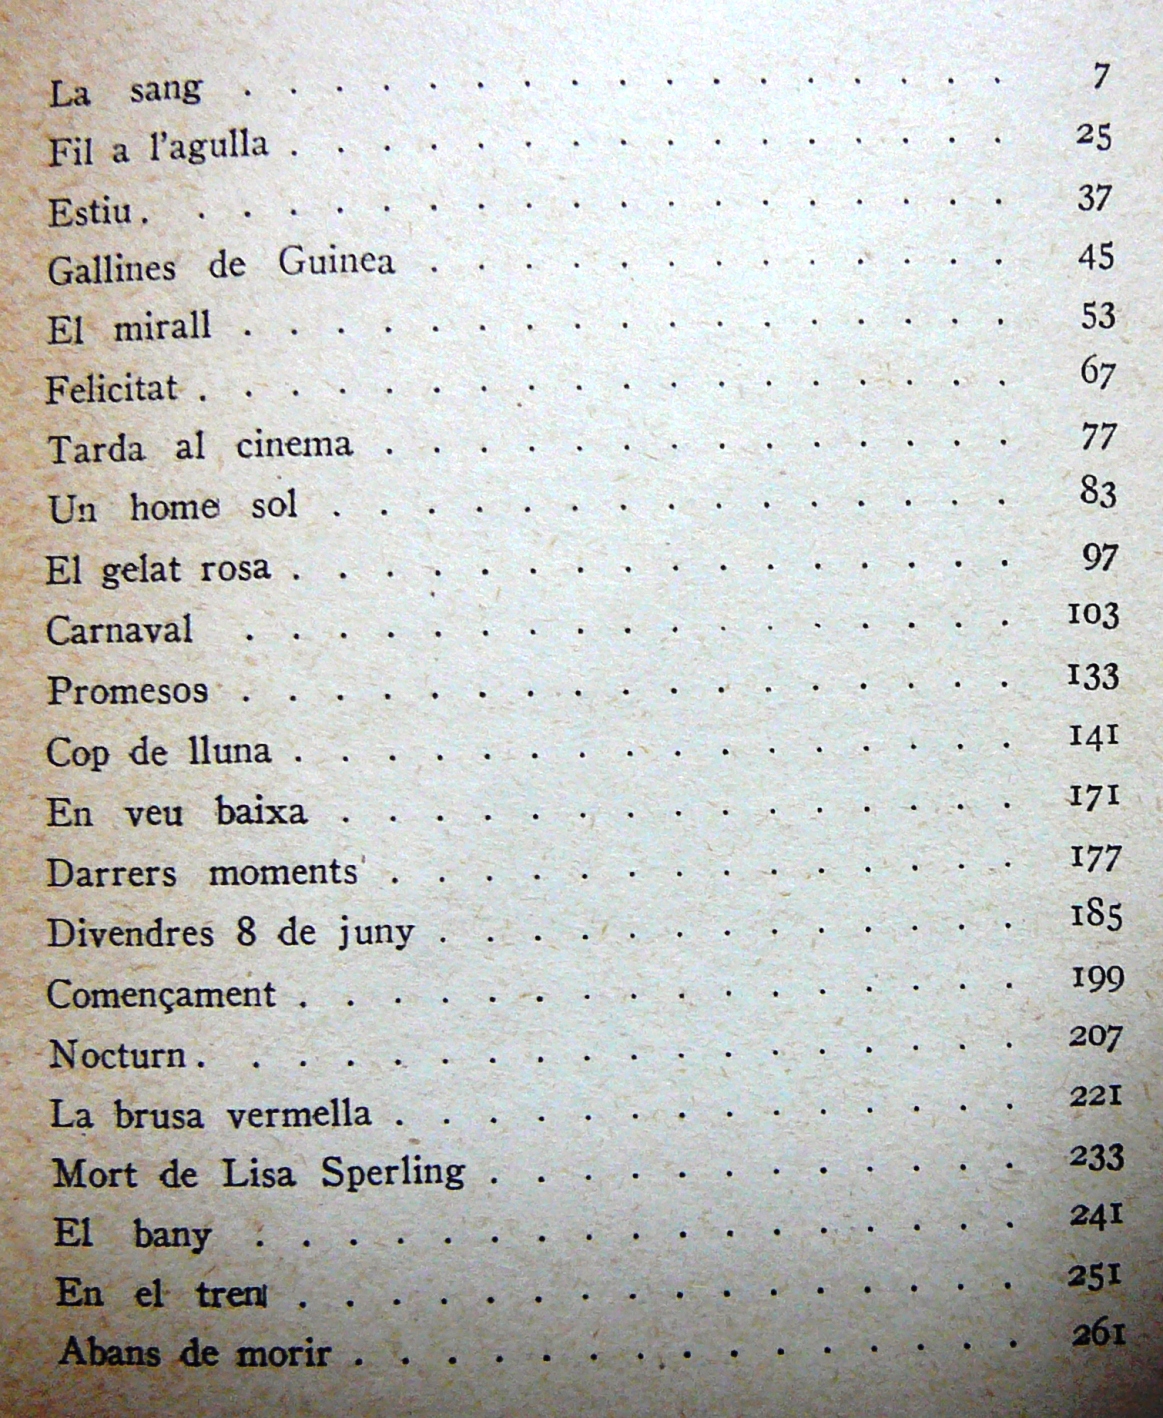 La sang . . . . . . . . . . . . . . . . . 7
Fil a l'agulla . . . . . . . . . . . . . . . . 25
Estiu . . . . . . . . . . . . . . . . . . . 37
Gallines de Guinea . . . . . . . . . . . . . 45
El mirall . . . . . . . . . . . . . . . . . 53
Felicitat . . . . . . . . . . . . . . . . . . 67
Tarda al cinema . . . . . . . . . . . . . . 77
Un home sol . . . . . . . . . . . . . . . 83
El gelat rosa . . . . . . . . . . . . . . . . 97
Carnaval . . . . . . . . . . . . . . . . . 103
Promesos . . . . . . . . . . . . . . . . . 133
Cop de lluna . . . . . . . . . . . . . . . . 141
En veu baixa . . . . . . . . . . . . . . . 171
Darrers moments . . . . . . . . . . . . . . 177
Divendres 8 de juny . . . . . . . . . . . . . 185
Començament . . . . . . . . . . . . . . . . 199
Nocturn . . . . . . . . . . . . . . . . . . 207
La brusa vermella . . . . . . . . . . . . . . 221
Mort de Lisa Sperling . . . . . . . . . . . . 233
El bany . . . . . . . . . . . . . . . . . 241
En el tren . . . . . . . . . . . . . . . . 251
Abans de morir . . . . . . . . . . . . . . . 261